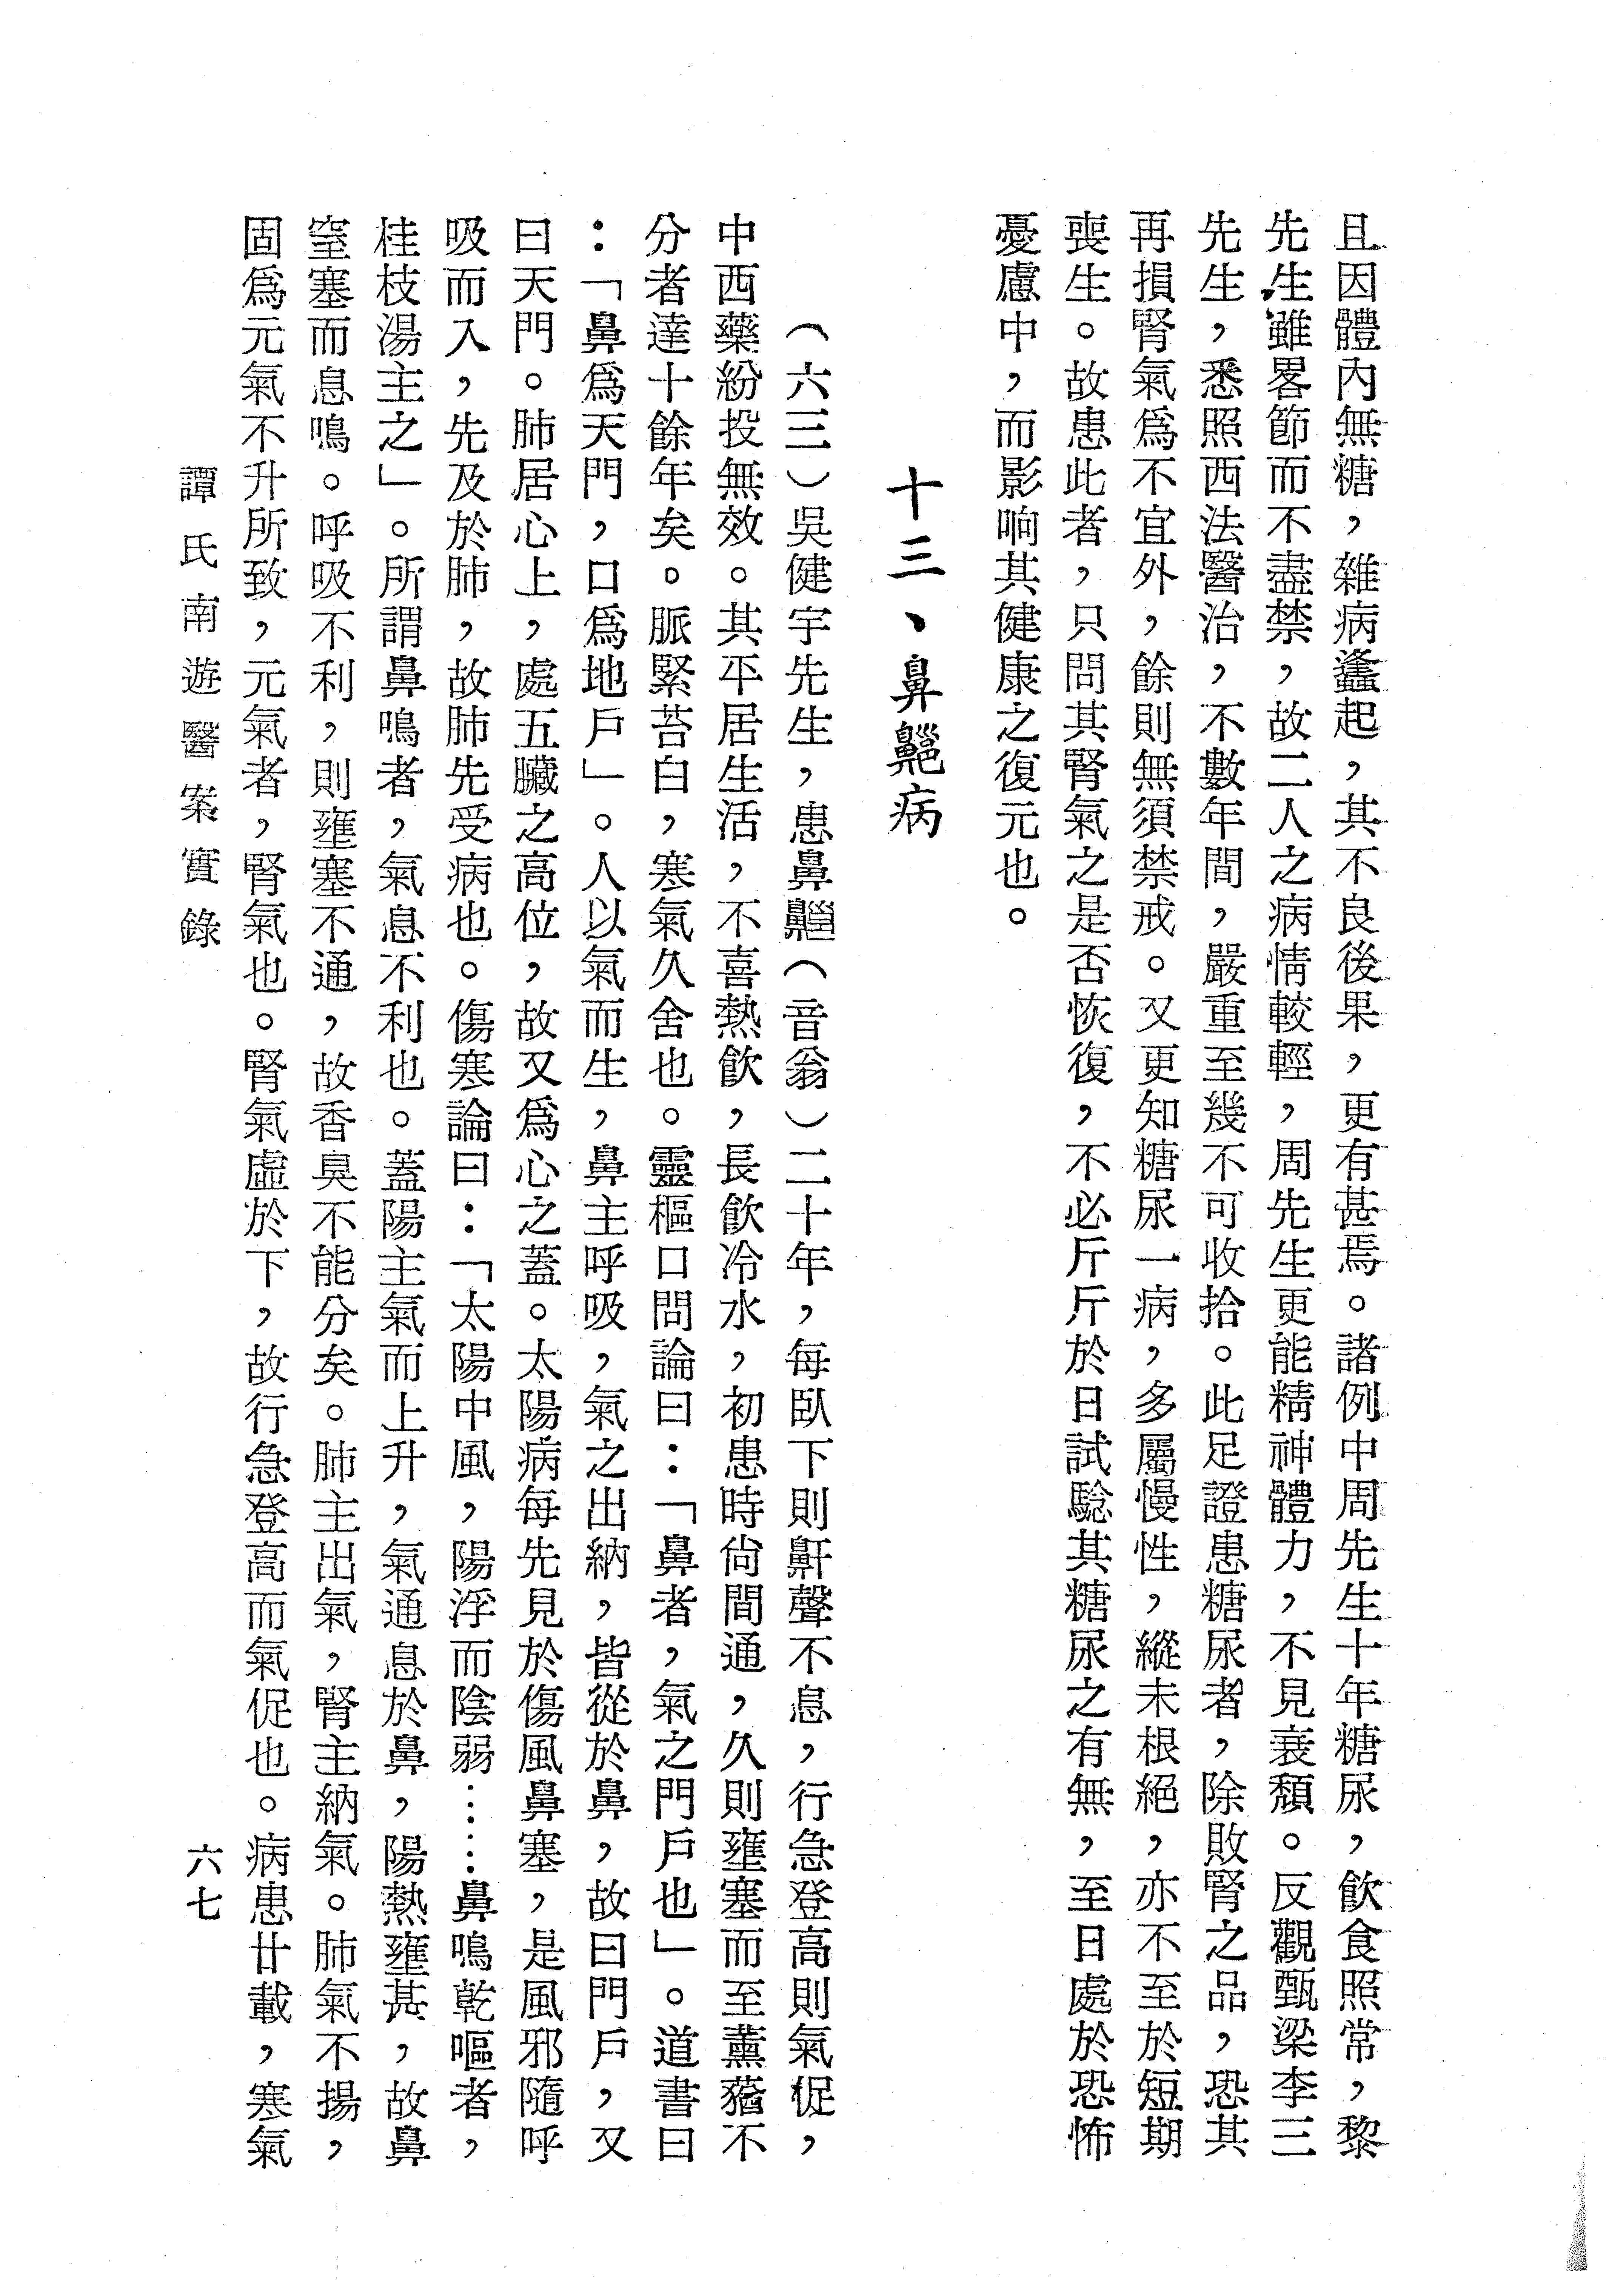 且因體內無糖，雜病蠭起，其不良後果，更有甚焉。諸例中周先生十年糖尿，飲食照常，黎
先生雖畧節而不盡禁，故二人之病情較輕，周先生更能精神體力，不見衰頹。反觀甄梁李三
先生，悉照西法醫治，不數年間，嚴重至幾不可收拾。此足證患糖尿者，除敗腎之品，恐其
再損腎氣爲不宜外，餘則無須禁戒。又更知糖尿一病，多屬慢性，縱未根絕，亦不至於短期
喪生。故患此者，只問其腎氣之是否恢復，不必斤斤於日試驗其糖尿之有無，至日處於恐怖
憂慮中，而影响其健康之復元也。
十三、鼻齆病
（六三）吳健宇先生，患鼻齆（音翁）二十年，每臥下則鼾聲不息，行急登高則氣促，
中西藥紛投無效。其平居生活，不喜熱飲，長飲冷水，初患時尙間通，久則壅塞而至薰蕕不
分者達十餘年矣。脈緊苔白，寒氣久舍也。靈樞口問論曰：「鼻者，氣之門戶也」。道書曰
：「鼻爲天門，口爲地戶」。人以氣而生，鼻主呼吸，氣之出納，皆從於鼻，故曰門戶，又
曰天門。肺居心上，處五臟之高位，故又爲心之蓋。太陽病每先見於傷風鼻塞，是風邪隨呼
吸而入，先及於肺，故肺先受病也。傷寒論曰：「太陽中風，陽浮而陰弱……鼻鳴乾嘔者，
桂枝湯主之」。所謂鼻鳴者，氣息不利也。蓋陽主氣而上升，氣通息於鼻，陽熱壅甚，故鼻
窒塞而息鳴。呼吸不利，則壅塞不通，故香臭不能分矣。肺主出氣，腎主納氣。肺氣不揚，
固爲元氣不升所致，元氣者，腎氣也。腎氣虛於下，故行急登高而氣促也。病患廿載，寒氣
譚氏南遊醫案實錄
六七